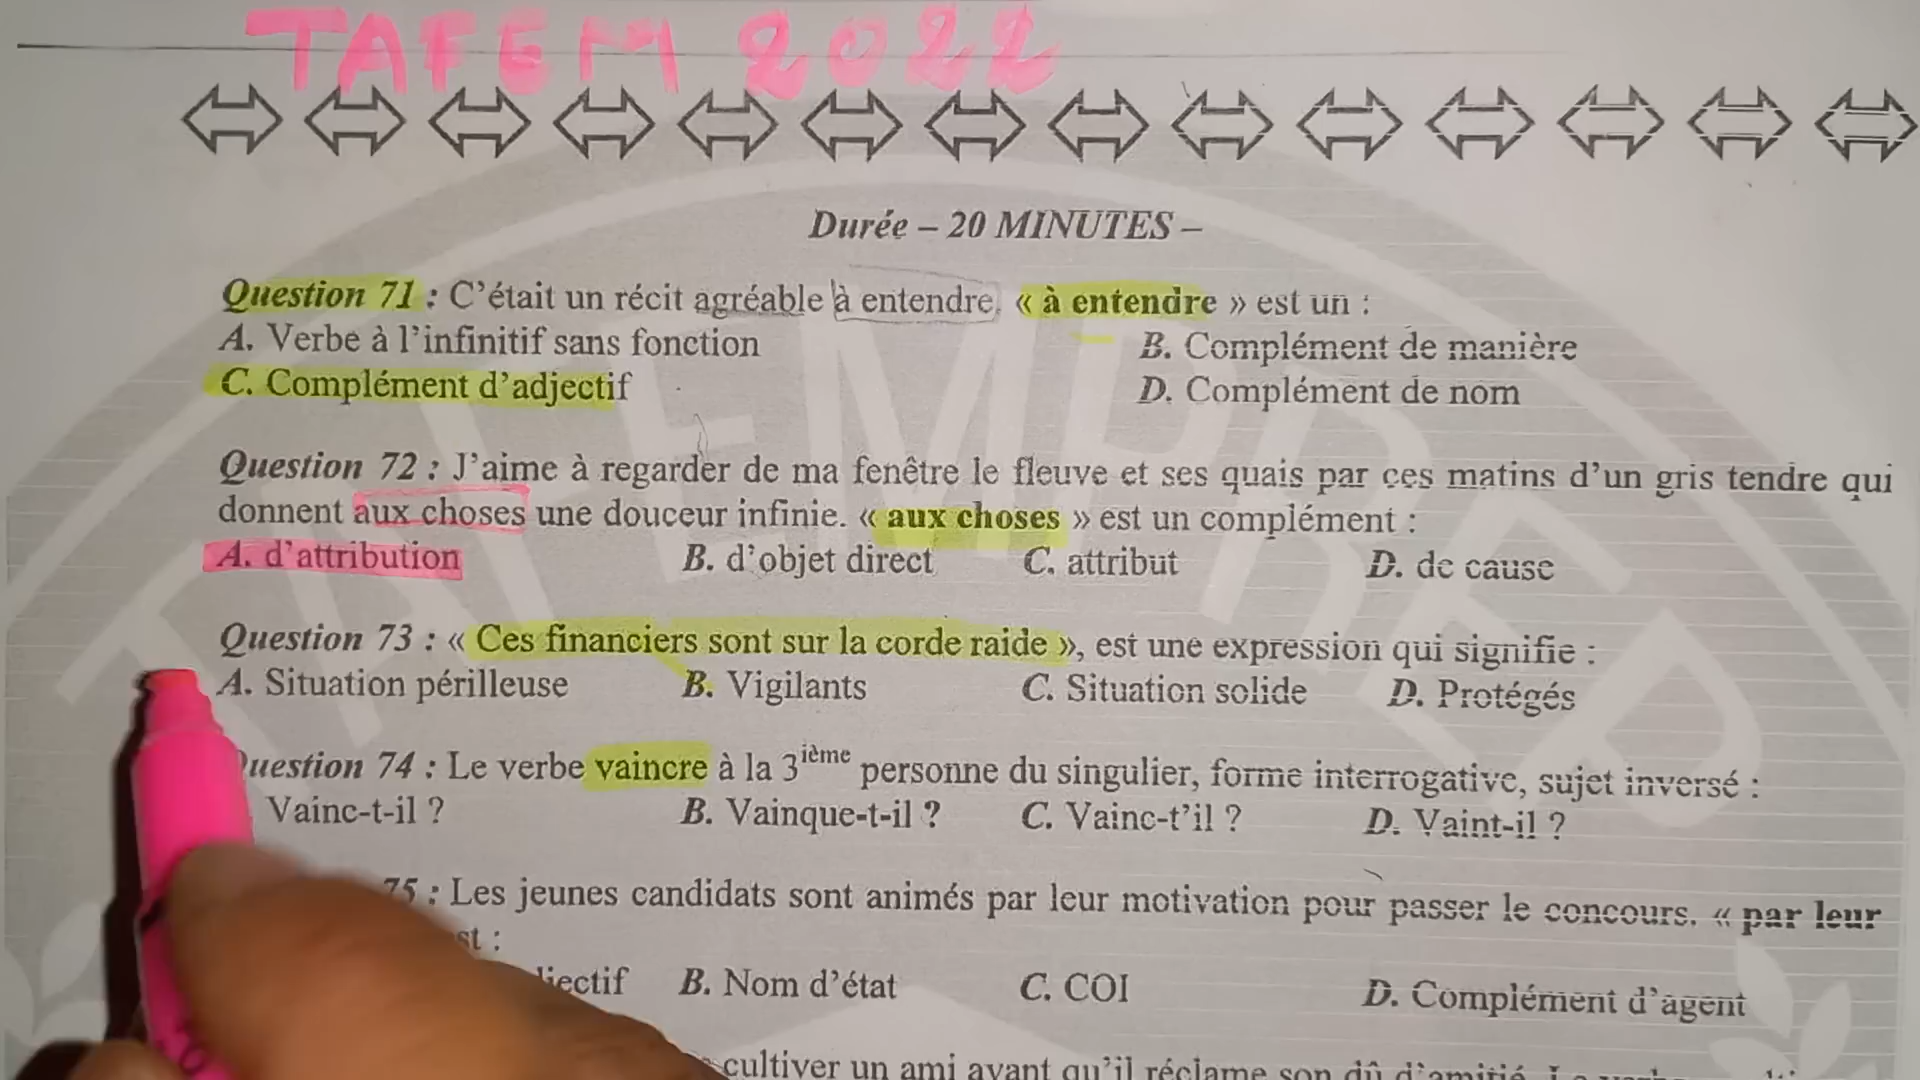 TAFEM 2022
Durée – 20 MINUTES –
Question 71 : C'était un récit agréable à entendre. « à entendre » est un :
A. Verbe à l'infinitif sans fonction B. Complément de manière
C. Complément d'adjectif D. Complément de nom
Question 72 : J'aime à regarder de ma fenêtre le fleuve et ses quais par ces matins d'un gris tendre qui
donnent aux choses une douceur infinie. « aux choses » est un complément :
A. d'attribution B. d'objet direct C. attribut D. de cause
Question 73 : « Ces financiers sont sur la corde raide », est une expression qui signifie :
A. Situation périlleuse B. Vigilants C. Situation solide D. Protégés
Question 74 : Le verbe vaincre à la 3ième personne du singulier, forme interrogative, sujet inversé :
Vainc-t-il ? B. Vainque-t-il ? C. Vainc-t'il ? D. Vaint-il ?
75 : Les jeunes candidats sont animés par leur motivation pour passer le concours. « par leur
st :
jectif B. Nom d'état C. COI D. Complément d'agent
cultiver un ami avant qu'il réclame son dû d'amitié. Le
TAFEMPREP